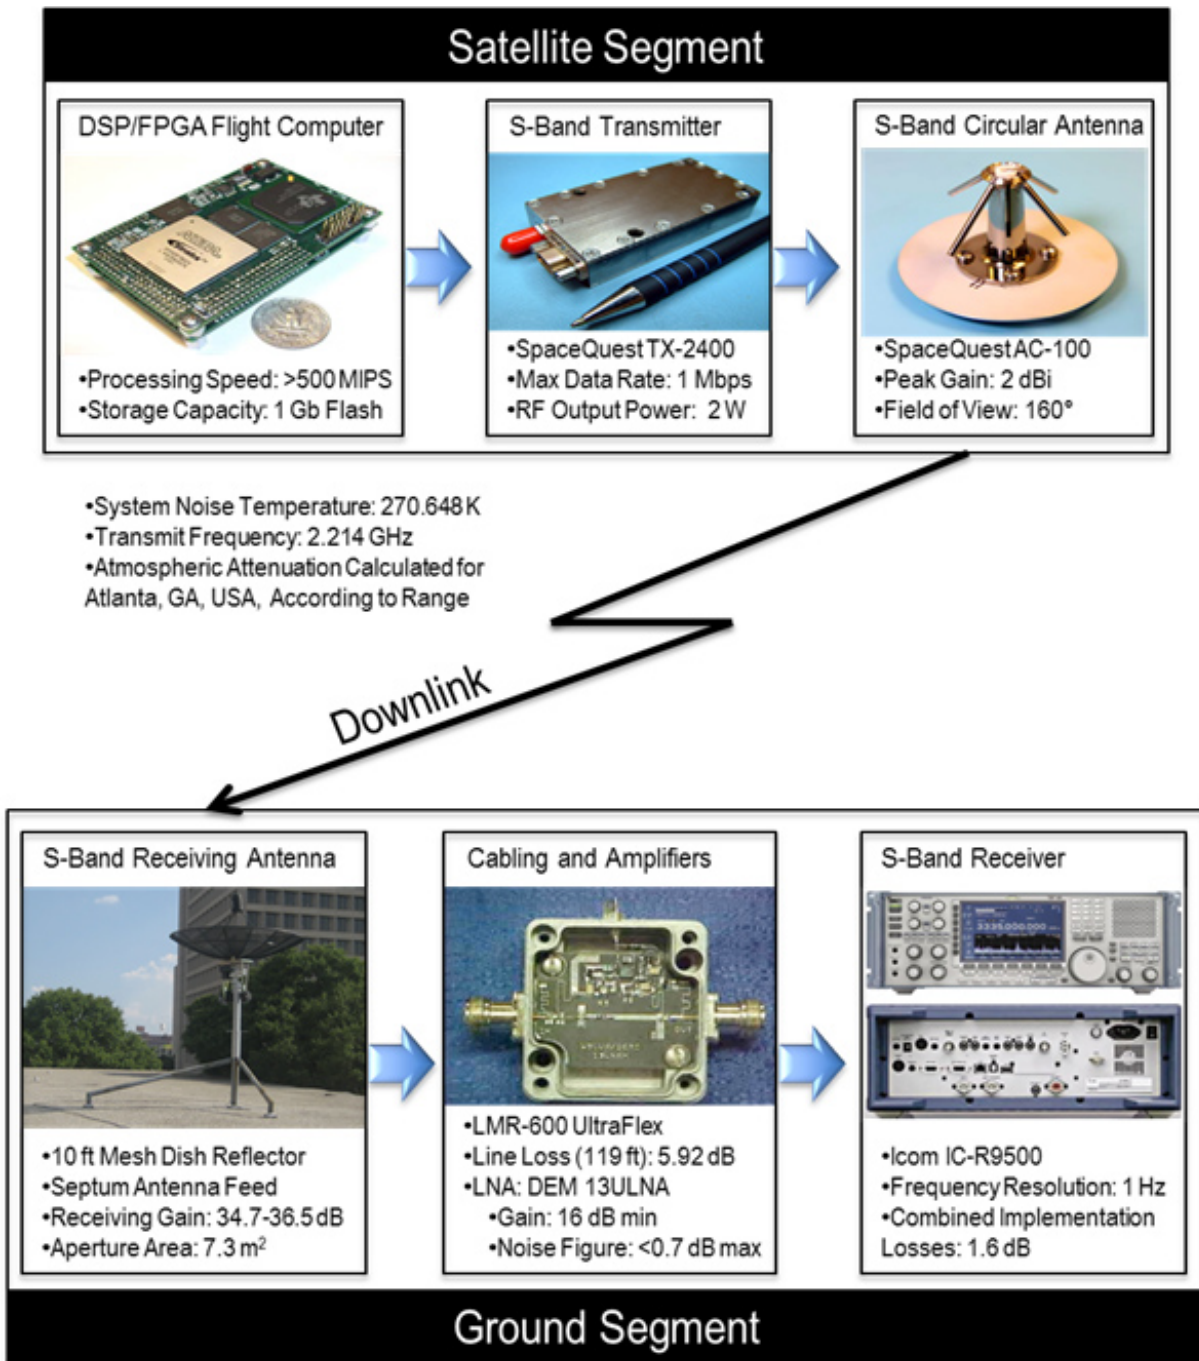 Satellite Segment
DSP/FPGA Flight Computer
•Processing Speed: >500 MIPS
•Storage Capacity: 1 Gb Flash
S-Band Transmitter
•SpaceQuest TX-2400
•Max Data Rate: 1 Mbps
•RF Output Power: 2 W
S-Band Circular Antenna
•SpaceQuest AC-100
•Peak Gain: 2 dBi
•Field of View: 160°
•System Noise Temperature: 270.648 K
•Transmit Frequency: 2.214 GHz
•Atmospheric Attenuation Calculated for
Atlanta, GA, USA, According to Range
Downlink
S-Band Receiving Antenna
•10 ft Mesh Dish Reflector
•Septum Antenna Feed
•Receiving Gain: 34.7-36.5 dB
•Aperture Area: 7.3 m²
Cabling and Amplifiers
OUT
•LMR-600 UltraFlex
•Line Loss (119 ft): 5.92 dB
•LNA: DEM 13ULNA
•Gain: 16 dB min
•Noise Figure: <0.7 dB max
S-Band Receiver
3335.000.000
•Icom IC-R9500
•Frequency Resolution: 1 Hz
•Combined Implementation
Losses: 1.6 dB
Ground Segment